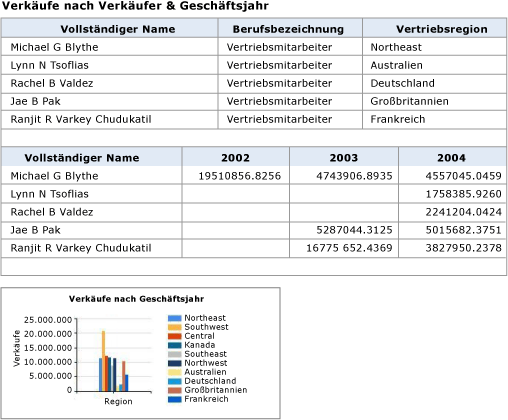 Verkäufe nach Verkäufer & Geschäftsjahr
Vollständiger Name Berufsbezeichnung Vertriebsregion
Michael G Blythe Vertriebsmitarbeiter Northeast
Lynn N Tsoflias Vertriebsmitarbeiter Australien
Rachel B Valdez Vertriebsmitarbeiter Deutschland
Jae B Pak Vertriebsmitarbeiter Großbritannien
Ranjit R Varkey Chudukatil Vertriebsmitarbeiter Frankreich
Vollständiger Name 2002 2003 2004
Michael G Blythe 19510856.8256 4743906.8935 4557045.0459
Lynn N Tsoflias 1758385.9260
Rachel B Valdez 2241204.0424
Jae B Pak 5287044.3125 5015682.3751
Ranjit R Varkey Chudukatil 16775 652.4369 3827950.2378
Verkäufe nach Geschäftsjahr
Verkäufe
25.000.000
20.000.000
15.000.000
10.000.000
5.000.000
0
Region
Northeast
Southwest
Central
Kanada
Southeast
Northwest
Australien
Deutschland
Großbritannien
Frankreich